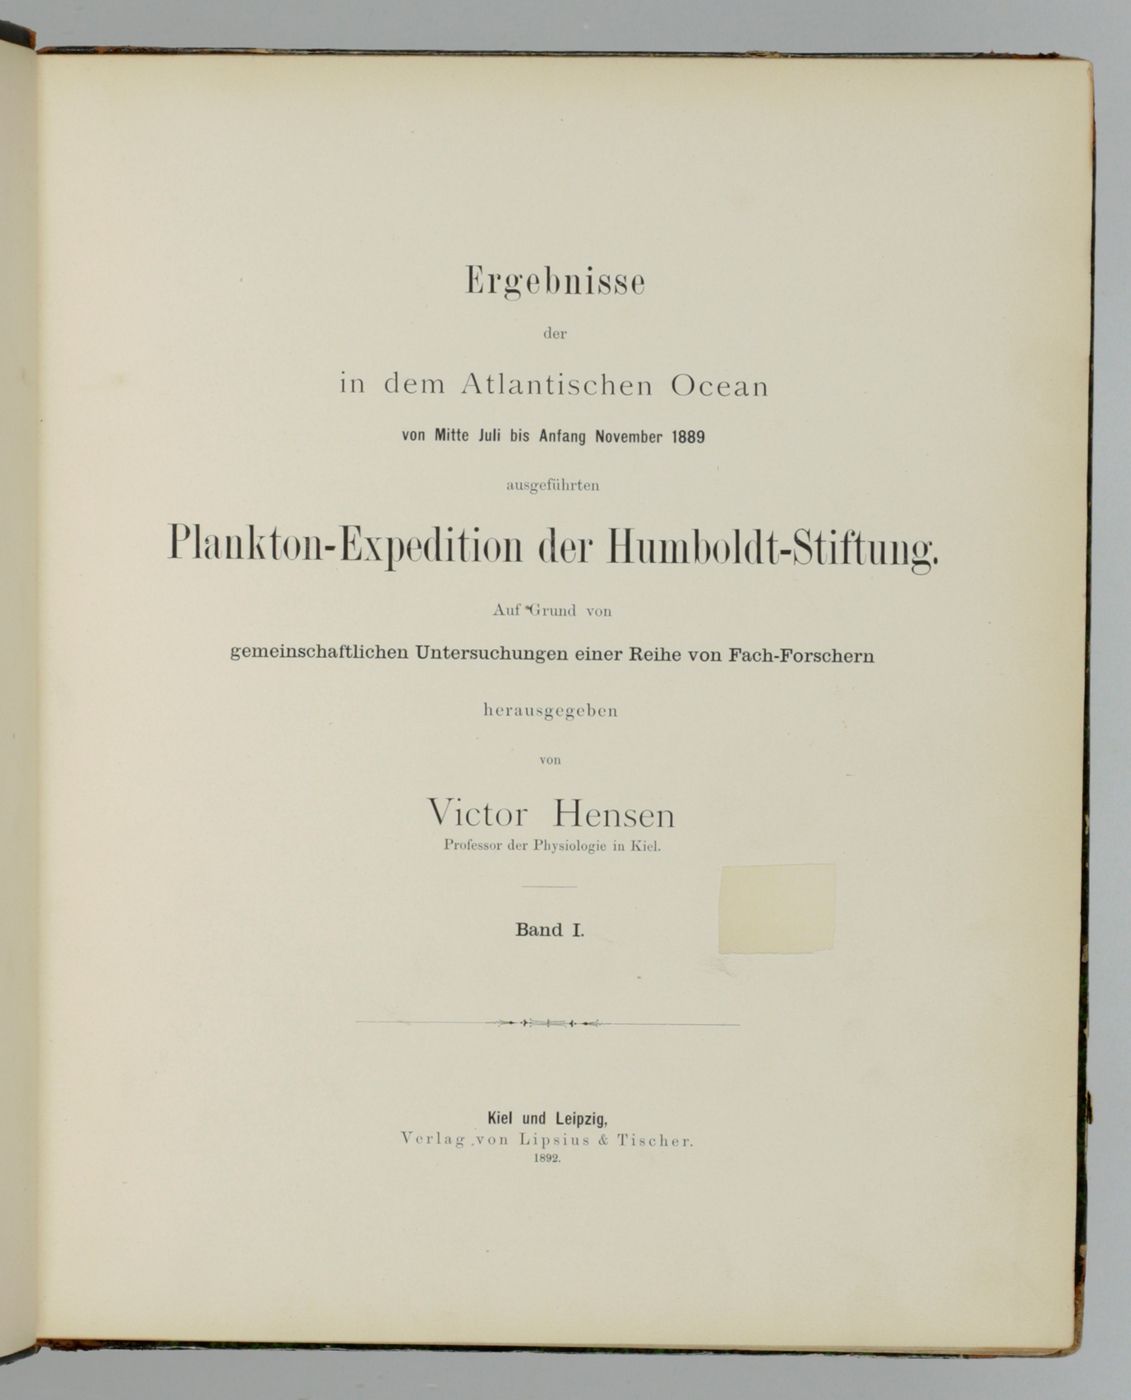 Ergebnisse
der
in dem Atlantischen Ocean
von Mitte Juli bis Anfang November 1889
ausgeführten
Plankton-Expedition der Humboldt-Stiftung.
Auf Grund von
gemeinschaftlichen Untersuchungen einer Reihe von Fach-Forschern
herausgegeben
von
Victor Hensen
Professor der Physiologie in Kiel.
Band I.
Kiel und Leipzig,
Verlag von Lipsius & Tischer.
1892.